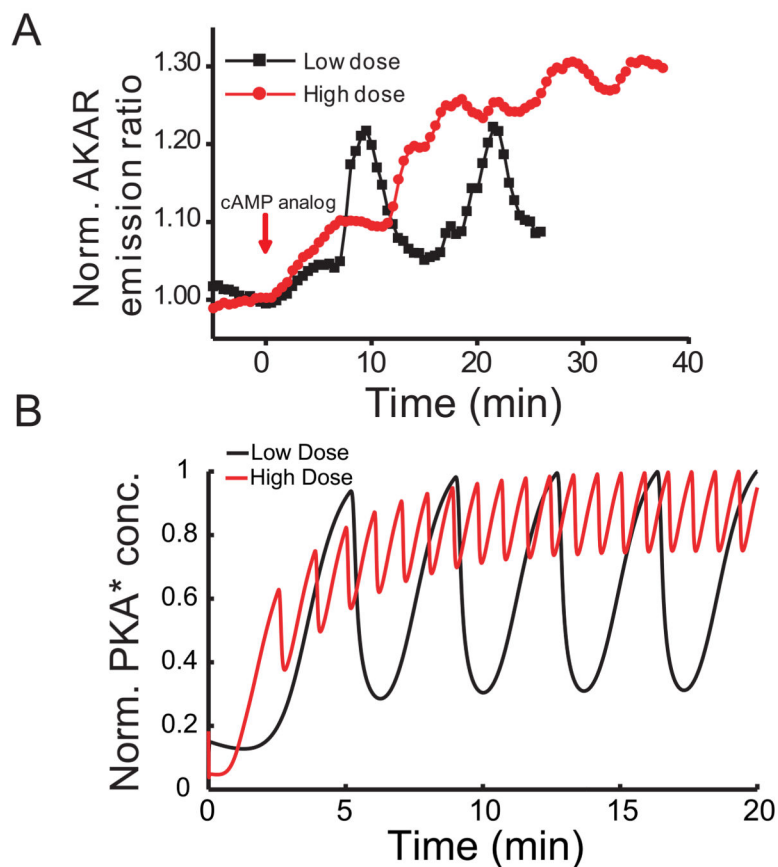 A
Norm. AKAR
emission ratio
1.30
1.20
1.10
1.00
Low dose
High dose
cAMP analog
0 10 20 30 40
Time (min)
B
Norm. PKA* conc.
1
0.8
0.6
0.4
0.2
0
Low Dose
High Dose
0 5 10 15 20
Time (min)